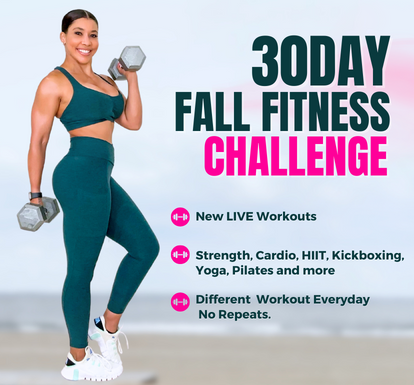 30DAY
FALL FITNESS
CHALLENGE
New LIVE Workouts
Strength, Cardio, HIIT, Kickboxing,
Yoga, Pilates and more
Different Workout Everyday
No Repeats.